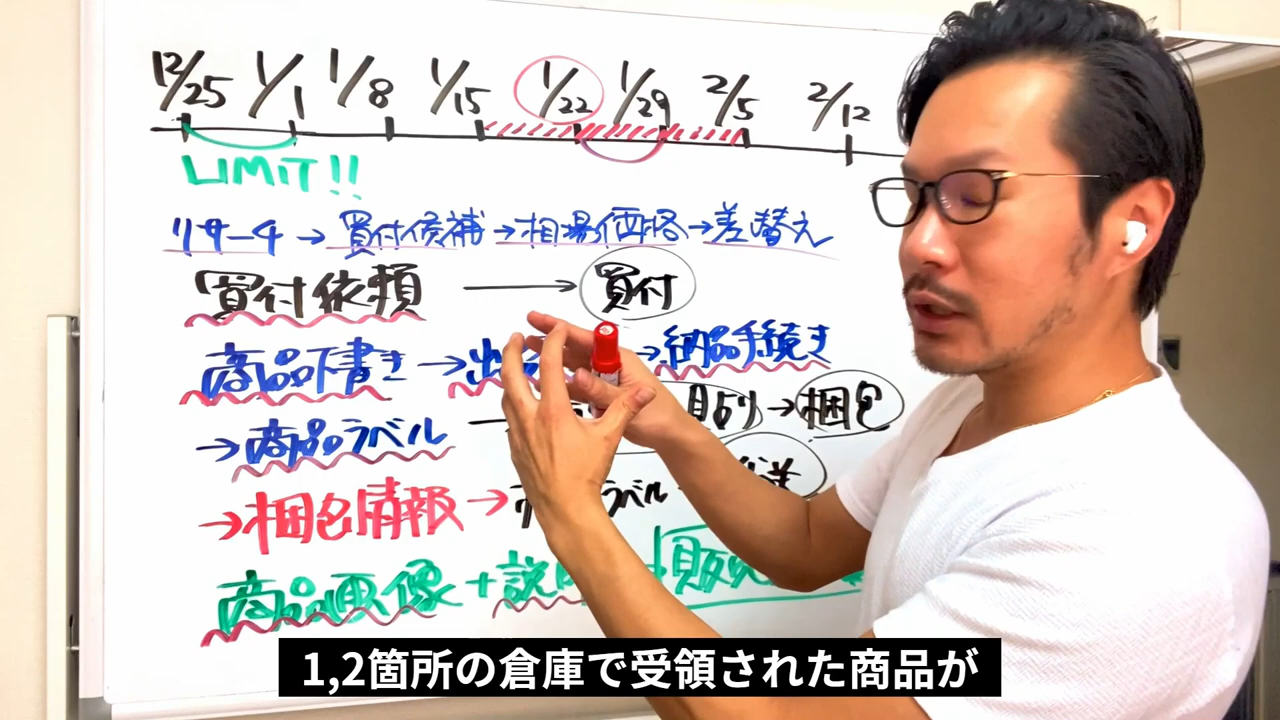 12/25 1/1 1/8 1/15 1/22 1/29 2/5 2/12
LIMIT!!
リサーチ→買付候補→相場価格→差替え
買付依頼→買付
商品下書き→出 →納品手続き
→商品ラベル→ 貼り→梱包
→梱包情報→ ラベル
商品画像+説 販売
1,2箇所の倉庫で受領された商品が